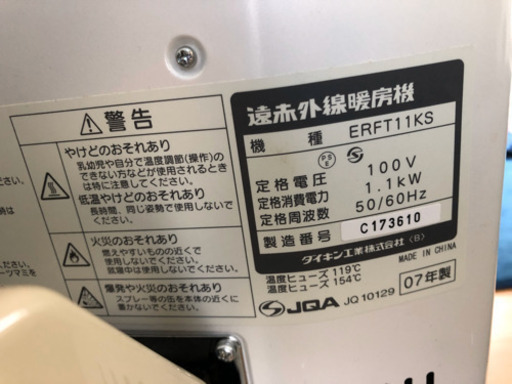 警告
やけどのおそれあり
乳幼児や自分で温度調節(操作)の
できない方などが使用されるときは
特に注意してください。
低温やけどのおそれあり
長時間、同じ姿勢で使用しないで
ください。
火災のおそれあり
燃えやすいものの近くで
使用しないでください。
就寝中は使用しないでください。
爆発や火災のおそれあり
スプレー等の缶を本体の近くに
置かないでください。
遠赤外線暖房機
機種 ERFT11KS
PS
E
定格電圧 100V
定格消費電力 1.1kW
定格周波数 50/60Hz
製造番号 C173610
ダイキン工業株式会社〈B〉
MADE IN CHINA
温度ヒューズ 119℃
温度ヒューズ 154℃
07年製
JQA JQ10129